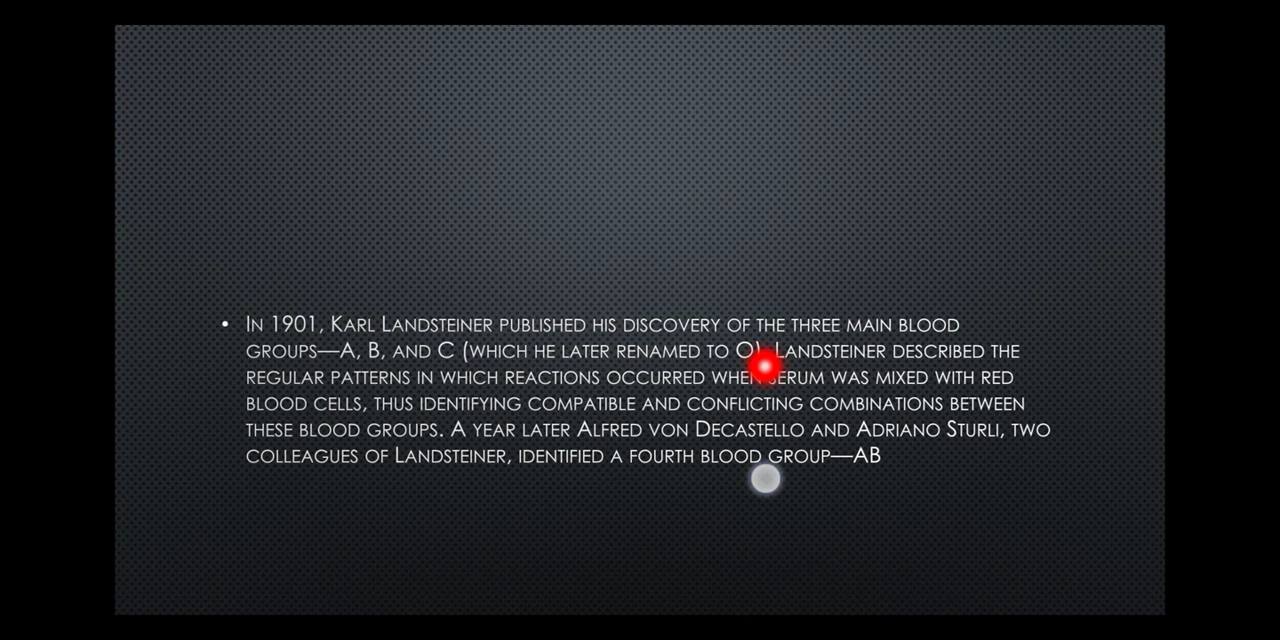 • In 1901, Karl Landsteiner published his discovery of the three main blood
groups—A, B, and C (which he later renamed to O). Landsteiner described the
regular patterns in which reactions occurred when serum was mixed with red
blood cells, thus identifying compatible and conflicting combinations between
these blood groups. A year later Alfred von Decastello and Adriano Sturli, two
colleagues of Landsteiner, identified a fourth blood group—AB